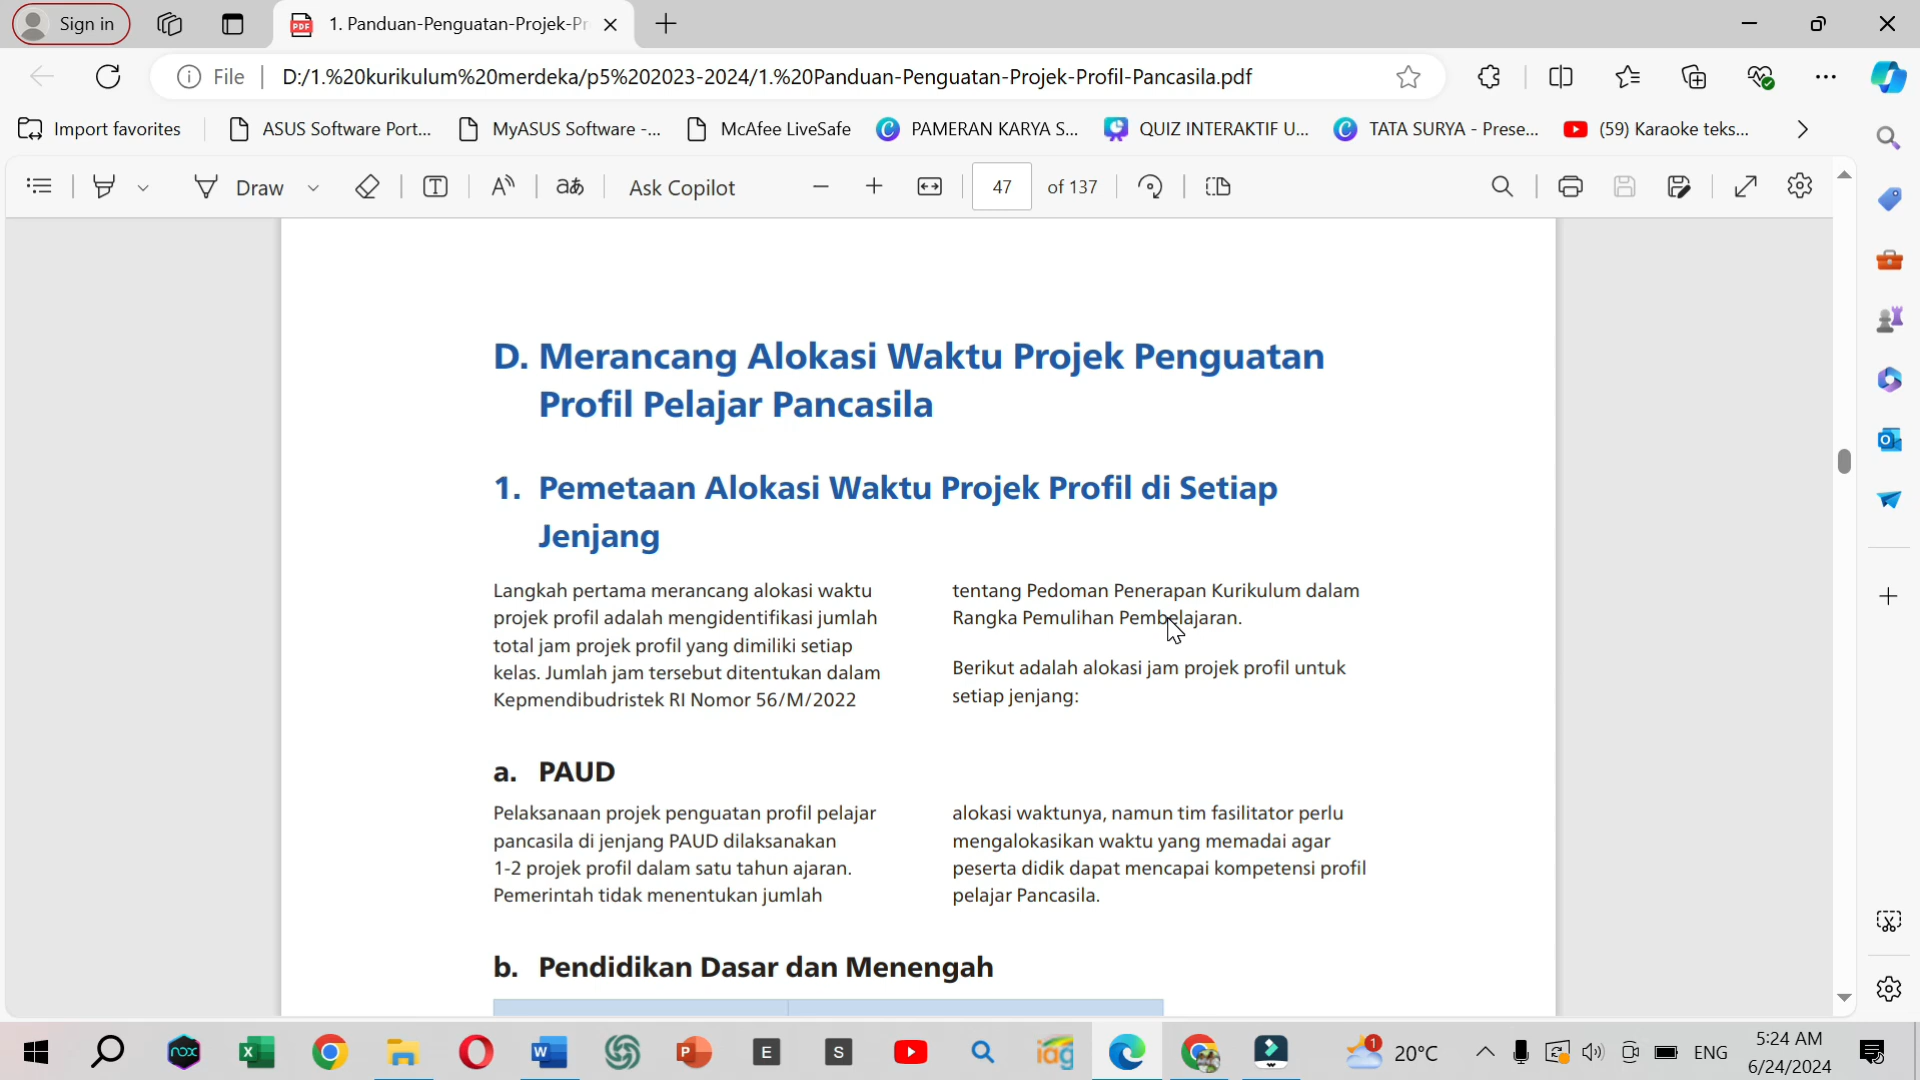 Sign in
1. Panduan-Penguatan-Projek-Pr
File
D:/1.%20kurikulum%20merdeka/p5%202023-2024/1.%20Panduan-Penguatan-Projek-Profil-Pancasila.pdf
Import favorites
ASUS Software Port...
MyASUS Software -...
McAfee LiveSafe
PAMERAN KARYA S...
QUIZ INTERAKTIF U...
TATA SURYA - Prese...
(59) Karaoke teks...
Draw
Ask Copilot
47
of 137
D. Merancang Alokasi Waktu Projek Penguatan
Profil Pelajar Pancasila
1. Pemetaan Alokasi Waktu Projek Profil di Setiap
Jenjang
Langkah pertama merancang alokasi waktu
projek profil adalah mengidentifikasi jumlah
total jam projek profil yang dimiliki setiap
kelas. Jumlah jam tersebut ditentukan dalam
Kepmendibudristek RI Nomor 56/M/2022
tentang Pedoman Penerapan Kurikulum dalam
Rangka Pemulihan Pembelajaran.
Berikut adalah alokasi jam projek profil untuk
setiap jenjang:
a. PAUD
Pelaksanaan projek penguatan profil pelajar
pancasila di jenjang PAUD dilaksanakan
1-2 projek profil dalam satu tahun ajaran.
Pemerintah tidak menentukan jumlah
alokasi waktunya, namun tim fasilitator perlu
mengalokasikan waktu yang memadai agar
peserta didik dapat mencapai kompetensi profil
pelajar Pancasila.
b. Pendidikan Dasar dan Menengah
nox
E
S
iag
1
20°C
ENG
5:24 AM
6/24/2024